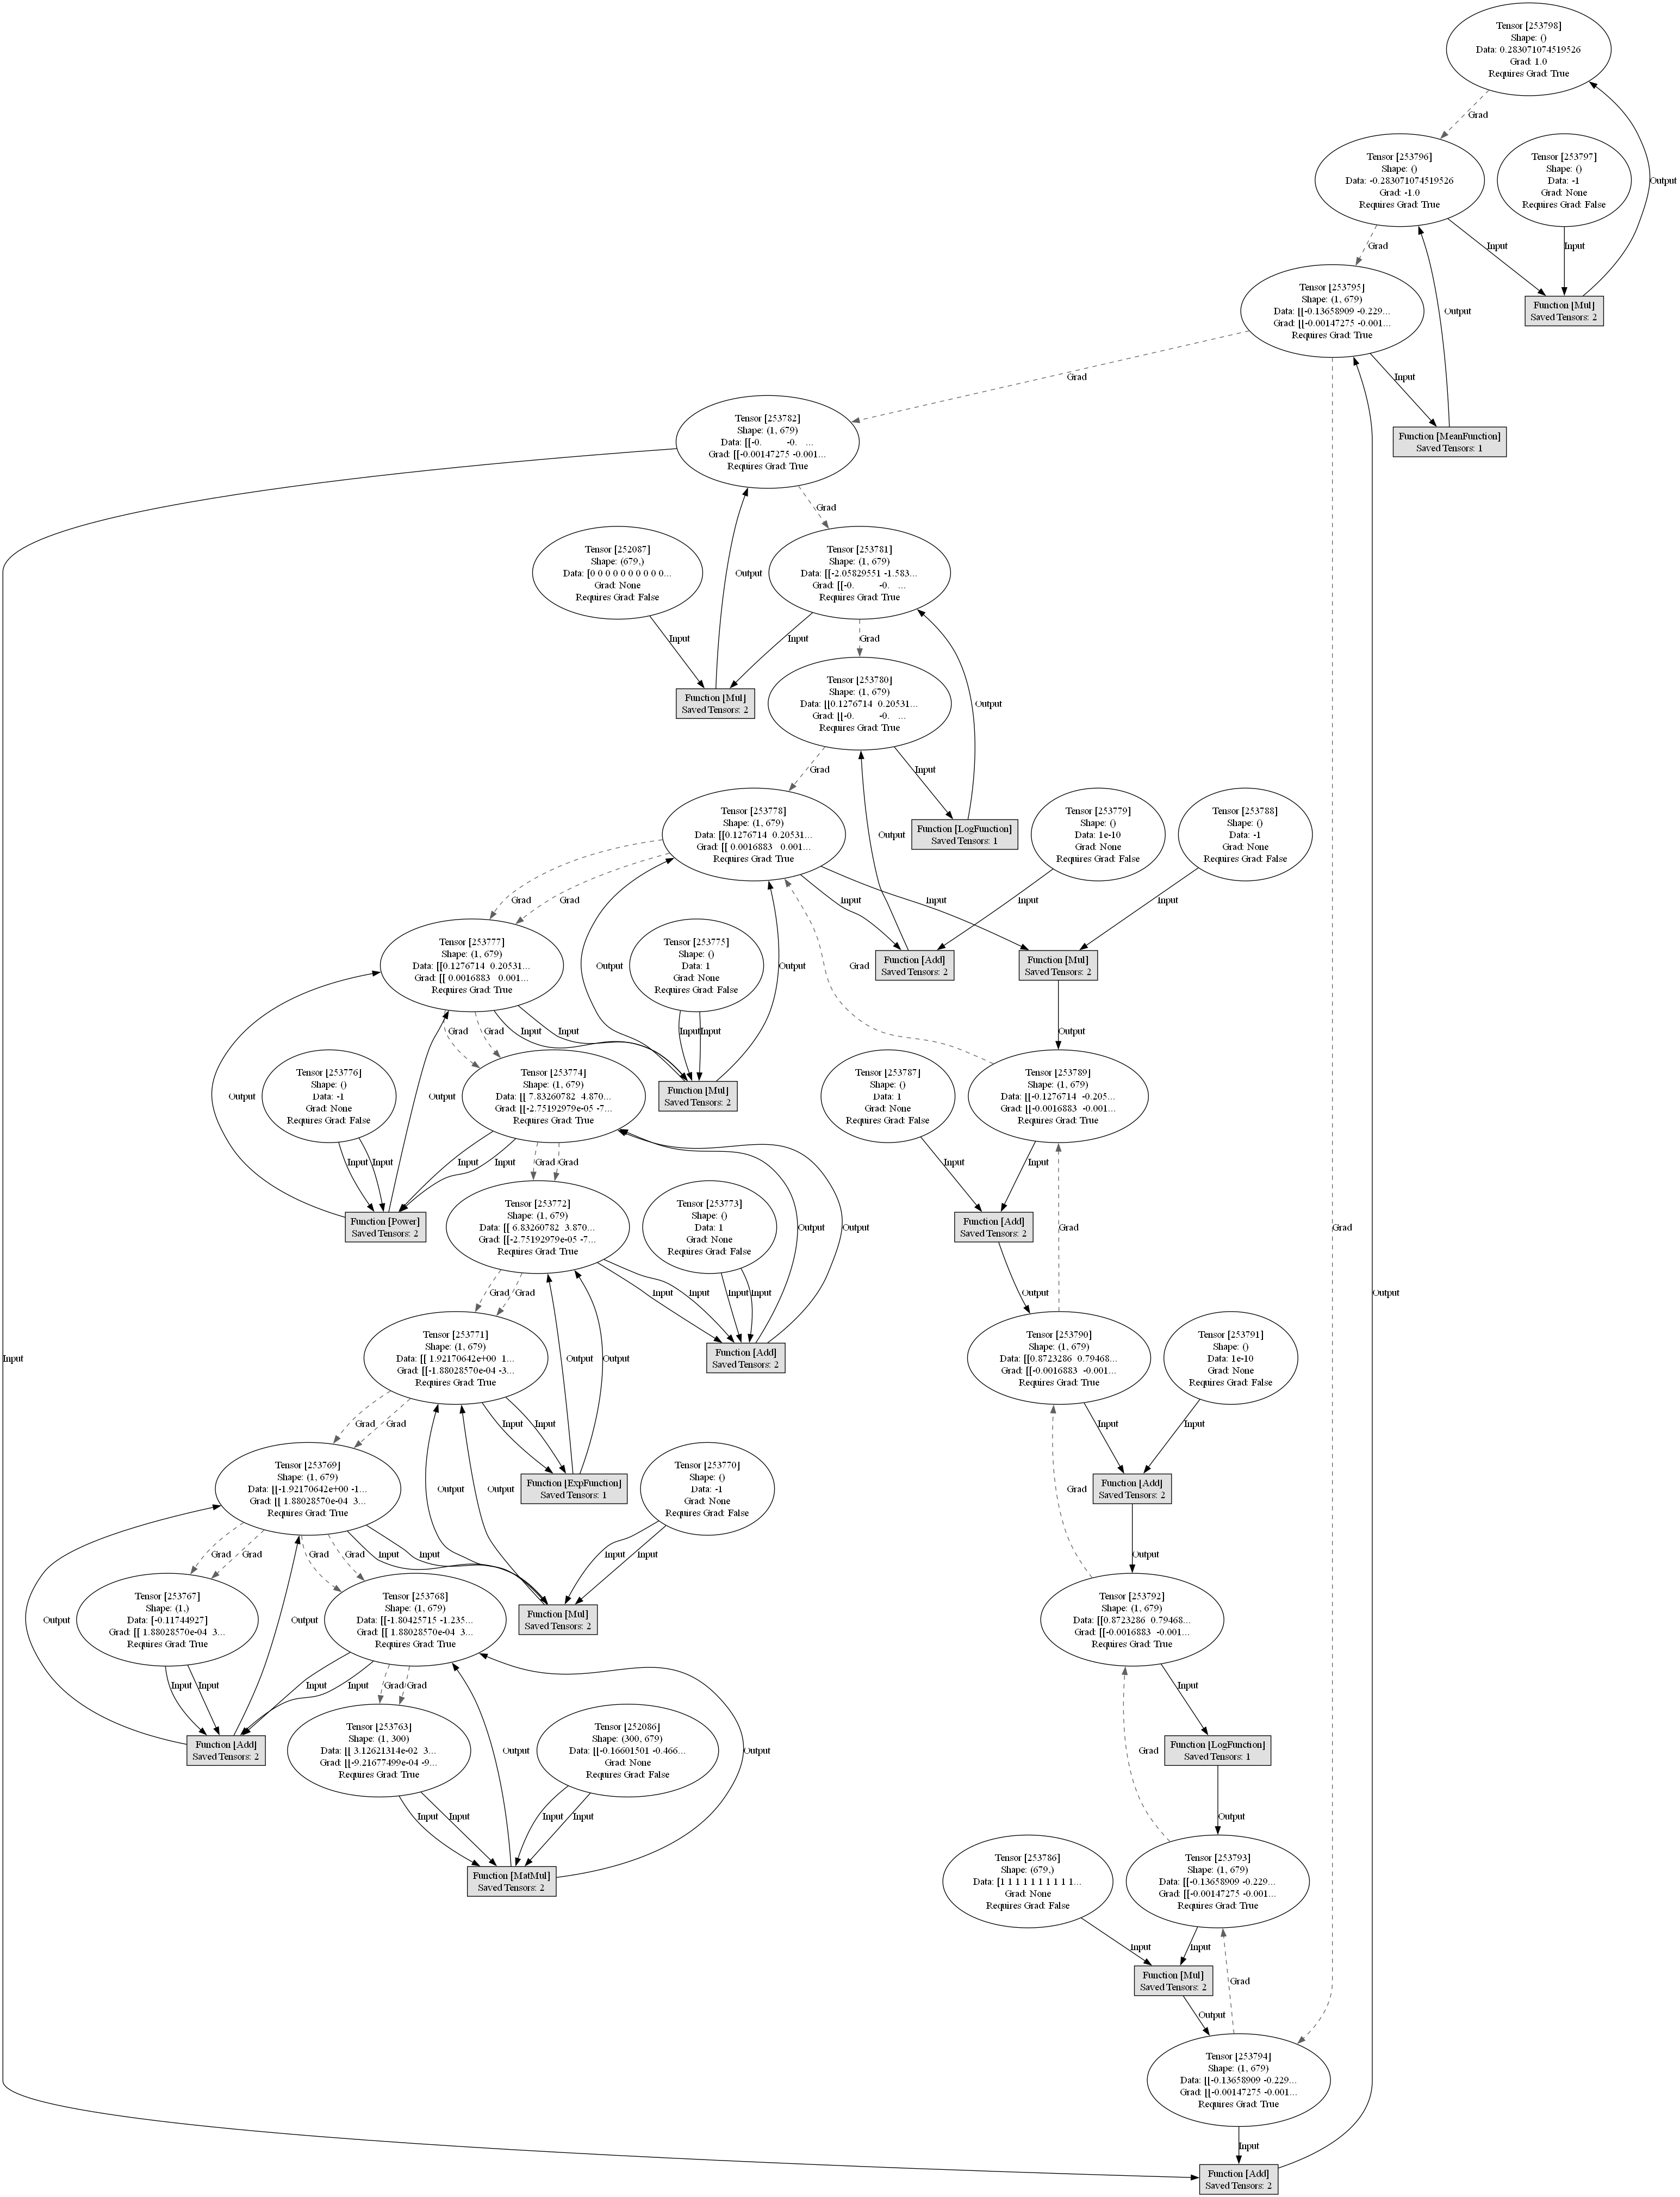 Tensor [253798]
Shape: ()
Data: 0.283071074519526
Grad: 1.0
Requires Grad: True
Grad
Tensor [253796]
Shape: ()
Data: -0.283071074519526
Grad: -1.0
Requires Grad: True
Tensor [253797]
Shape: ()
Data: -1
Grad: None
Requires Grad: False
Output
Grad
Input
Input
Tensor [253795]
Shape: (1, 679)
Data: [[-0.13658909 -0.229...
Grad: [[-0.00147275 -0.001...
Requires Grad: True
Function [Mul]
Saved Tensors: 2
Output
Grad
Input
Tensor [253782]
Shape: (1, 679)
Data: [[-0. -0. ...
Grad: [[-0.00147275 -0.001...
Requires Grad: True
Function [MeanFunction]
Saved Tensors: 1
Grad
Tensor [252087]
Shape: (679,)
Data: [0 0 0 0 0 0 0 0 0 0...
Grad: None
Requires Grad: False
Output
Tensor [253781]
Shape: (1, 679)
Data: [[-2.05829551 -1.583...
Grad: [[-0. -0. ...
Requires Grad: True
Input
Input
Grad
Function [Mul]
Saved Tensors: 2
Tensor [253780]
Shape: (1, 679)
Data: [[0.1276714 0.20531...
Grad: [[-0. -0. ...
Requires Grad: True
Output
Grad
Input
Tensor [253778]
Shape: (1, 679)
Data: [[0.1276714 0.20531...
Grad: [[ 0.0016883 0.001...
Requires Grad: True
Output
Function [LogFunction]
Saved Tensors: 1
Tensor [253779]
Shape: ()
Data: 1e-10
Grad: None
Requires Grad: False
Tensor [253788]
Shape: ()
Data: -1
Grad: None
Requires Grad: False
Grad
Grad
Input
Input
Input
Input
Tensor [253777]
Shape: (1, 679)
Data: [[0.1276714 0.20531...
Grad: [[ 0.0016883 0.001...
Requires Grad: True
Output
Tensor [253775]
Shape: ()
Data: 1
Grad: None
Requires Grad: False
Output
Grad
Function [Add]
Saved Tensors: 2
Function [Mul]
Saved Tensors: 2
Grad
Grad
Input
Input
Input
Input
Output
Output
Tensor [253776]
Shape: ()
Data: -1
Grad: None
Requires Grad: False
Output
Tensor [253774]
Shape: (1, 679)
Data: [[ 7.83260782 4.870...
Grad: [[-2.75192979e-05 -7...
Requires Grad: True
Function [Mul]
Saved Tensors: 2
Tensor [253787]
Shape: ()
Data: 1
Grad: None
Requires Grad: False
Tensor [253789]
Shape: (1, 679)
Data: [[-0.1276714 -0.205...
Grad: [[-0.0016883 -0.001...
Requires Grad: True
Input
Input
Input
Input
Grad
Grad
Input
Input
Function [Power]
Saved Tensors: 2
Tensor [253772]
Shape: (1, 679)
Data: [[ 6.83260782 3.870...
Grad: [[-2.75192979e-05 -7...
Requires Grad: True
Tensor [253773]
Shape: ()
Data: 1
Grad: None
Requires Grad: False
Output
Output
Function [Add]
Saved Tensors: 2
Grad
Grad
Grad
Grad
Input
Input
Input
Input
Output
Input
Tensor [253771]
Shape: (1, 679)
Data: [[ 1.92170642e+00 1...
Grad: [[-1.88028570e-04 -3...
Requires Grad: True
Output
Output
Function [Add]
Saved Tensors: 2
Tensor [253790]
Shape: (1, 679)
Data: [[0.8723286 0.79468...
Grad: [[-0.0016883 -0.001...
Requires Grad: True
Tensor [253791]
Shape: ()
Data: 1e-10
Grad: None
Requires Grad: False
Output
Grad
Grad
Input
Input
Input
Input
Tensor [253769]
Shape: (1, 679)
Data: [[-1.92170642e+00 -1...
Grad: [[ 1.88028570e-04 3...
Requires Grad: True
Output
Output
Function [ExpFunction]
Saved Tensors: 1
Tensor [253770]
Shape: ()
Data: -1
Grad: None
Requires Grad: False
Grad
Function [Add]
Saved Tensors: 2
Grad
Grad
Grad
Grad
Input
Input
Input
Input
Output
Tensor [253767]
Shape: (1,)
Data: [-0.11744927]
Grad: [[ 1.88028570e-04 3...
Requires Grad: True
Output
Output
Tensor [253768]
Shape: (1, 679)
Data: [[-1.80425715 -1.235...
Grad: [[ 1.88028570e-04 3...
Requires Grad: True
Function [Mul]
Saved Tensors: 2
Tensor [253792]
Shape: (1, 679)
Data: [[0.8723286 0.79468...
Grad: [[-0.0016883 -0.001...
Requires Grad: True
Input
Input
Input
Input
Grad
Grad
Input
Function [Add]
Saved Tensors: 2
Tensor [253763]
Shape: (1, 300)
Data: [[ 3.12621314e-02 3...
Grad: [[-9.21677499e-04 -9...
Requires Grad: True
Output
Tensor [252086]
Shape: (300, 679)
Data: [[-0.16601501 -0.466...
Grad: None
Requires Grad: False
Output
Grad
Function [LogFunction]
Saved Tensors: 1
Input
Input
Input
Input
Output
Function [MatMul]
Saved Tensors: 2
Tensor [253786]
Shape: (679,)
Data: [1 1 1 1 1 1 1 1 1 1...
Grad: None
Requires Grad: False
Tensor [253793]
Shape: (1, 679)
Data: [[-0.13658909 -0.229...
Grad: [[-0.00147275 -0.001...
Requires Grad: True
Input
Input
Function [Mul]
Saved Tensors: 2
Grad
Output
Tensor [253794]
Shape: (1, 679)
Data: [[-0.13658909 -0.229...
Grad: [[-0.00147275 -0.001...
Requires Grad: True
Input
Function [Add]
Saved Tensors: 2